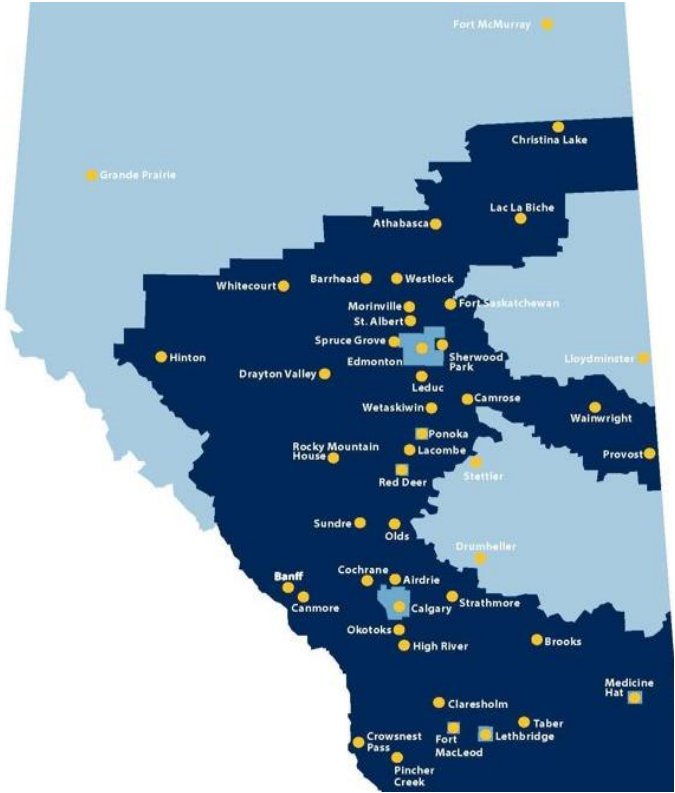 Fort McMurray
Christina Lake
Grande Prairie
Lac La Biche
Athabasca
Barrhead
Westlock
Whitecourt
Morinville
Fort Saskatchewan
St. Albert
Spruce Grove
Edmonton
Sherwood
Park
Hinton
Lloydminster
Drayton Valley
Leduc
Camrose
Wetaskiwin
Wainwright
Ponoka
Rocky Mountain
House
Lacombe
Provost
Red Deer
Stettler
Sundre
Olds
Drumheller
Cochrane
Airdrie
Banff
Canmore
Calgary
Strathmore
Okotoks
High River
Brooks
Medicine
Hat
Claresholm
Taber
Fort
MacLeod
Lethbridge
Crowsnest
Pass
Pincher
Creek